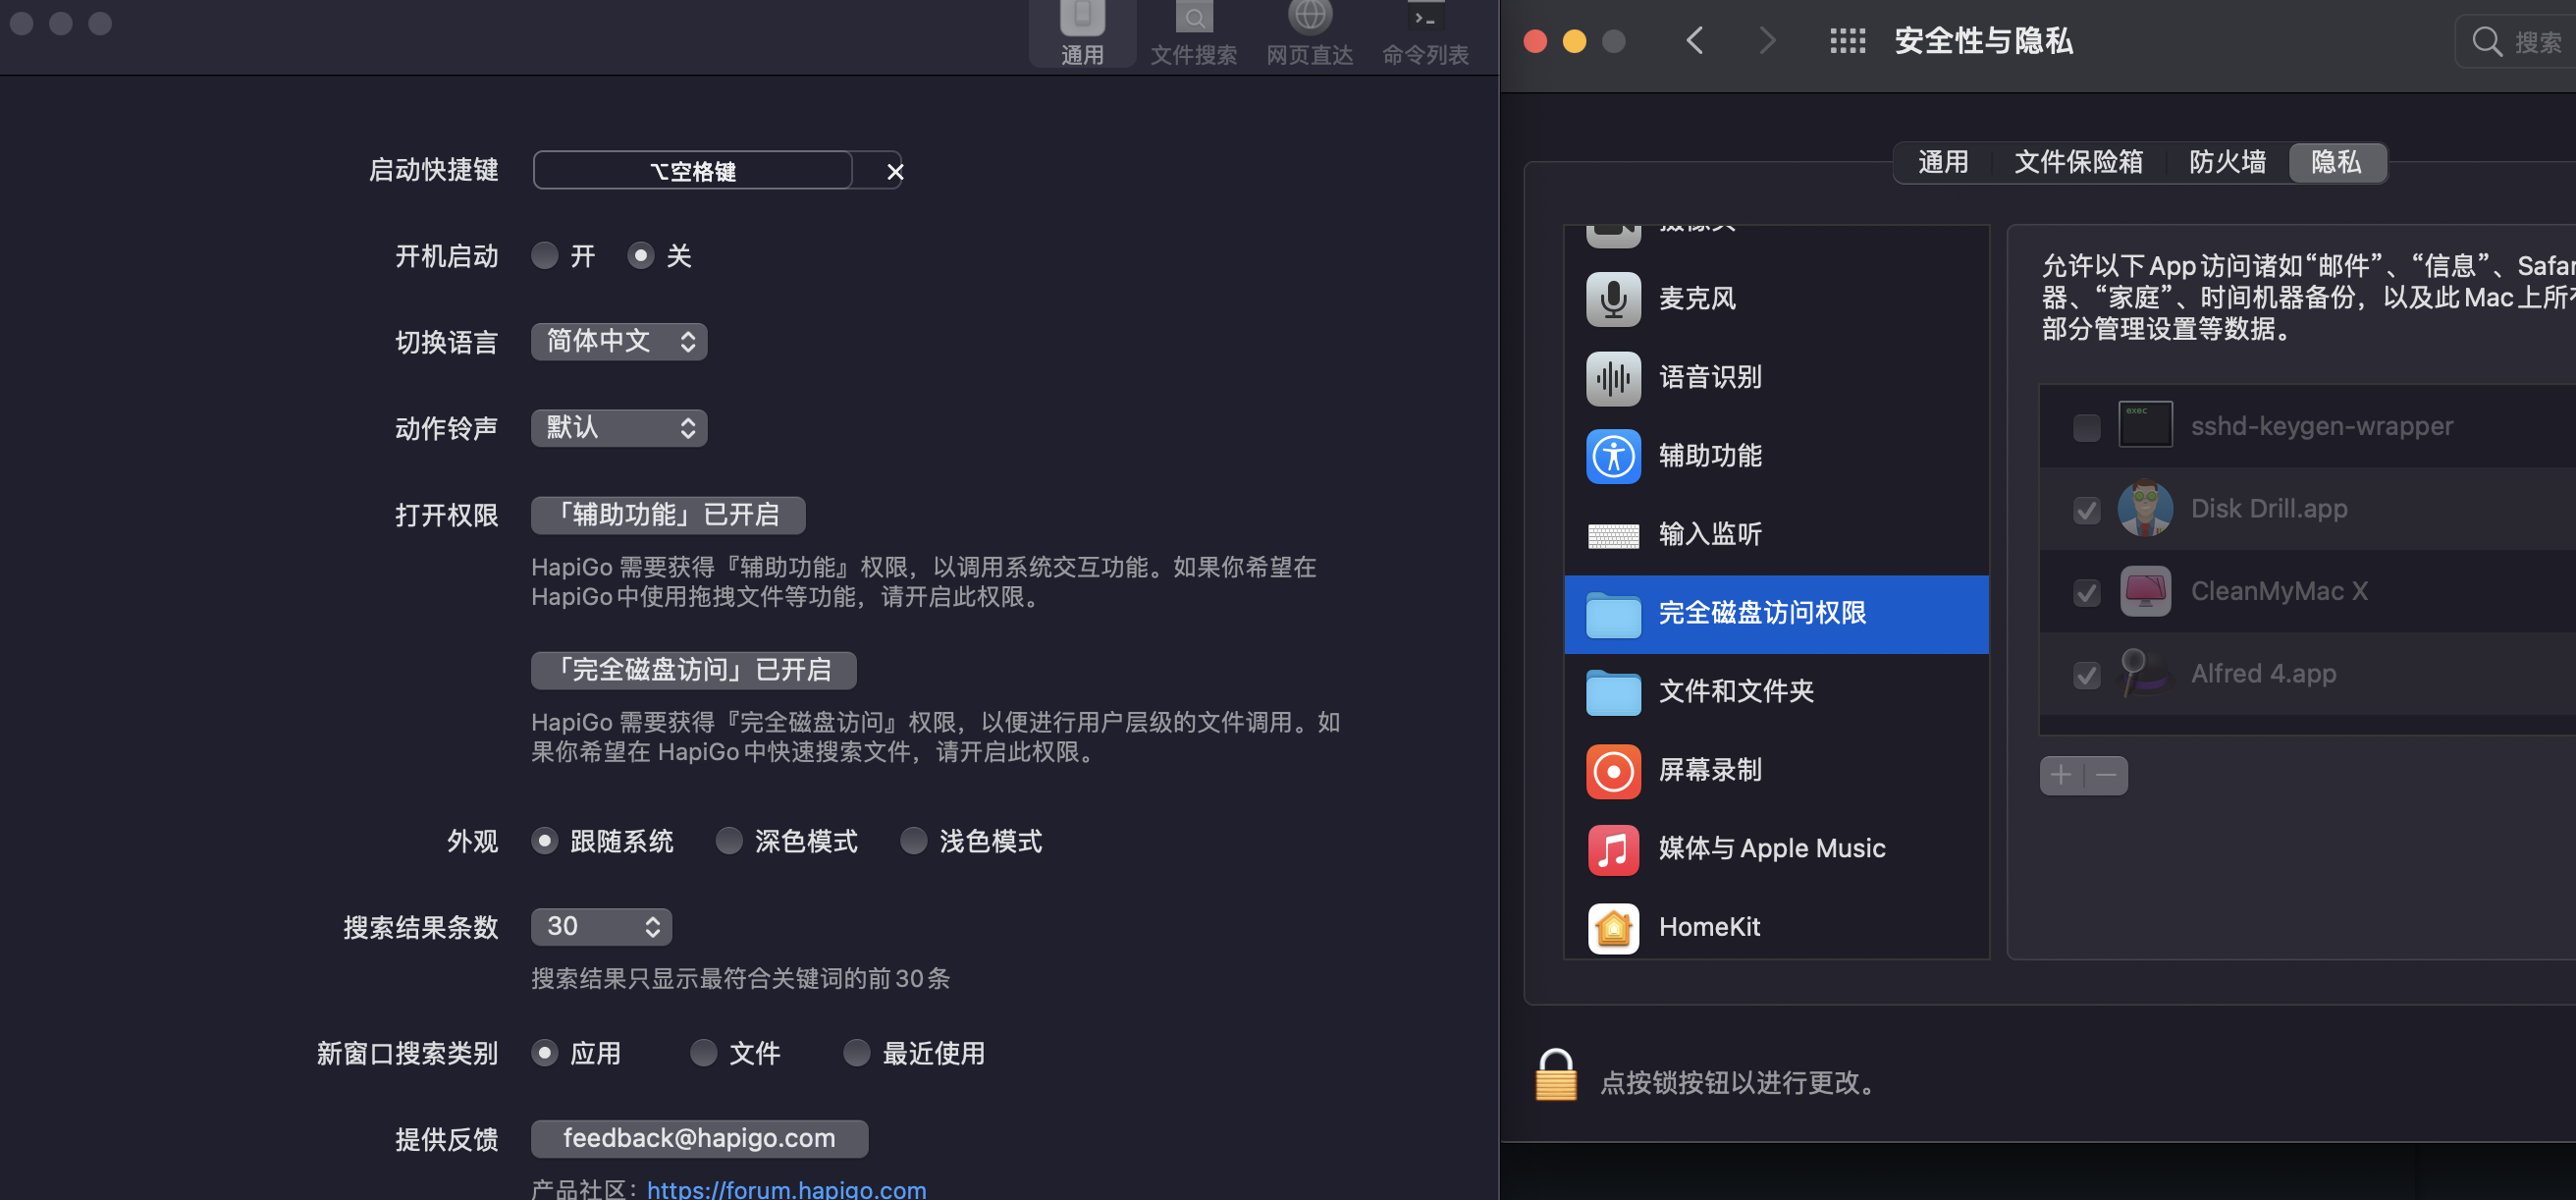 通用
文件搜索
网页直达
命令列表
启动快捷键
⌥空格键
开机启动
开
关
切换语言
简体中文
动作铃声
默认
打开权限
「辅助功能」已开启
HapiGo 需要获得『辅助功能』权限，以调用系统交互功能。如果你希望在
HapiGo 中使用拖拽文件等功能，请开启此权限。
「完全磁盘访问」已开启
HapiGo 需要获得『完全磁盘访问』权限，以便进行用户层级的文件调用。如
果你希望在 HapiGo 中快速搜索文件，请开启此权限。
外观
跟随系统
深色模式
浅色模式
搜索结果条数
30
搜索结果只显示最符合关键词的前 30 条
新窗口搜索类别
应用
文件
最近使用
提供反馈
feedback@hapigo.com
产品社区：https://forum.hapigo.com
安全性与隐私
搜索
通用
文件保险箱
防火墙
隐私
麦克风
语音识别
辅助功能
输入监听
完全磁盘访问权限
文件和文件夹
屏幕录制
媒体与 Apple Music
HomeKit
允许以下 App 访问诸如“邮件”、“信息”、Safar
器、“家庭”、时间机器备份，以及此 Mac 上所有
部分管理设置等数据。
exec
sshd-keygen-wrapper
Disk Drill.app
CleanMyMac X
Alfred 4.app
点按锁按钮以进行更改。